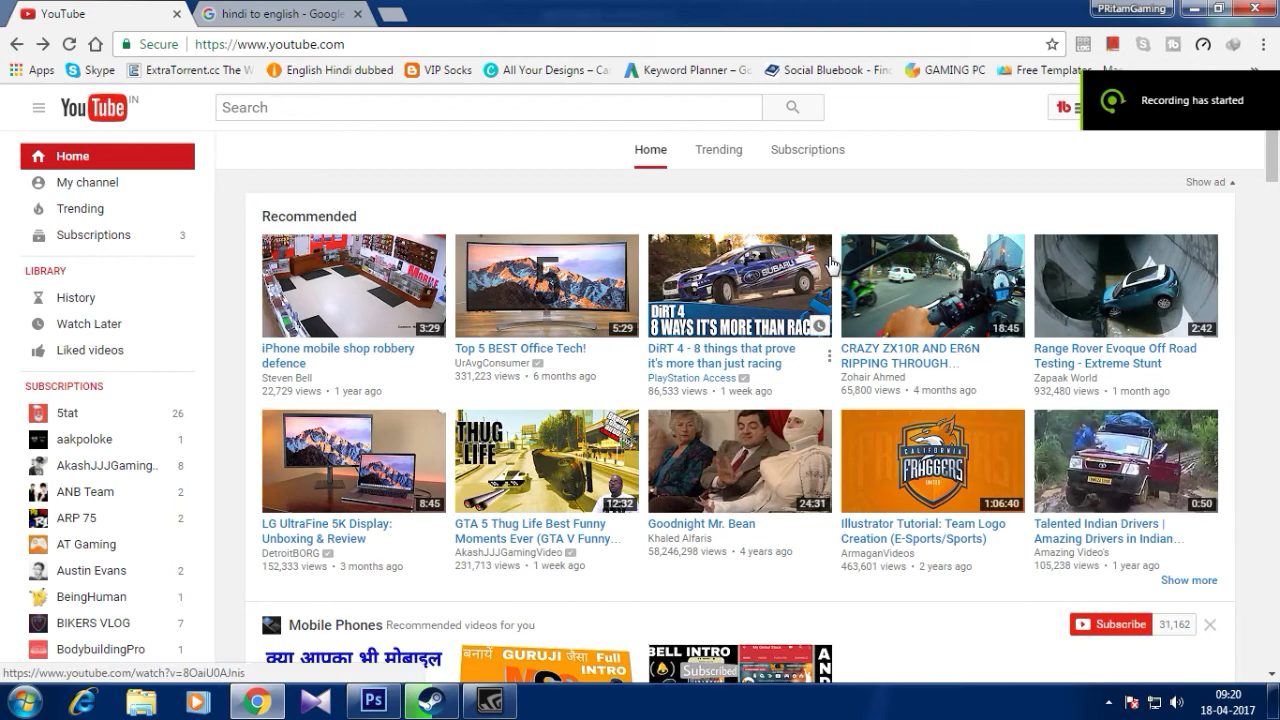 YouTube
hindi to english - Google
PRitamGaming
Secure
https://www.youtube.com
Apps
Skype
ExtraTorrent.cc The W
English Hindi dubbed
VIP Socks
All Your Designs – Ca
Keyword Planner – Go
Social Bluebook - Fin
GAMING PC
Free Templates
Recording has started
YouTube IN
Search
Home
Trending
Subscriptions
Show ad
Home
My channel
Trending
Subscriptions 3
LIBRARY
History
Watch Later
Liked videos
SUBSCRIPTIONS
5tat 26
aakpoloke 1
AkashJJJGaming.. 8
ANB Team 2
ARP 75 2
AT Gaming
Austin Evans 2
BeingHuman 1
BIKERS VLOG 7
BodybuildingPro 1
Recommended
3:29
5:29
SUBARU
DiRT 4
8 WAYS IT'S MORE THAN RAC
18:45
2:42
iPhone mobile shop robbery
defence
Steven Bell
22,729 views • 1 year ago
Top 5 BEST Office Tech!
UrAvgConsumer
331,223 views • 6 months ago
DiRT 4 - 8 things that prove
it's more than just racing
PlayStation Access
86,533 views • 1 week ago
CRAZY ZX10R AND ER6N
RIPPING THROUGH...
Zohair Ahmed
65,800 views • 4 months ago
Range Rover Evoque Off Road
Testing - Extreme Stunt
Zapaak World
932,480 views • 1 month ago
8:45
THUG
LIFE
12:32
24:31
CALIFORNIA
FRAGGERS
UNITED
1:06:40
0:50
LG UltraFine 5K Display:
Unboxing & Review
DetroitBORG
152,333 views • 3 months ago
GTA 5 Thug Life Best Funny
Moments Ever (GTA V Funny...
AkashJJJGamingVideo
231,713 views • 1 week ago
Goodnight Mr. Bean
Khaled Alfaris
58,246,298 views • 4 years ago
Illustrator Tutorial: Team Logo
Creation (E-Sports/Sports)
ArmaganVideos
463,601 views • 2 years ago
Talented Indian Drivers |
Amazing Drivers in Indian...
Amazing Video's
105,238 views • 1 year ago
Show more
Mobile Phones Recommended videos for you
Subscribe 31,162
क्या आपका भी मोबाइल
बनायें GURUJI जैसा Full
INTRO
BELL INTRO
Subscribed
https://www.youtube.com/watch?v=8OaiU0AJnis
Ps
09:20
18-04-2017